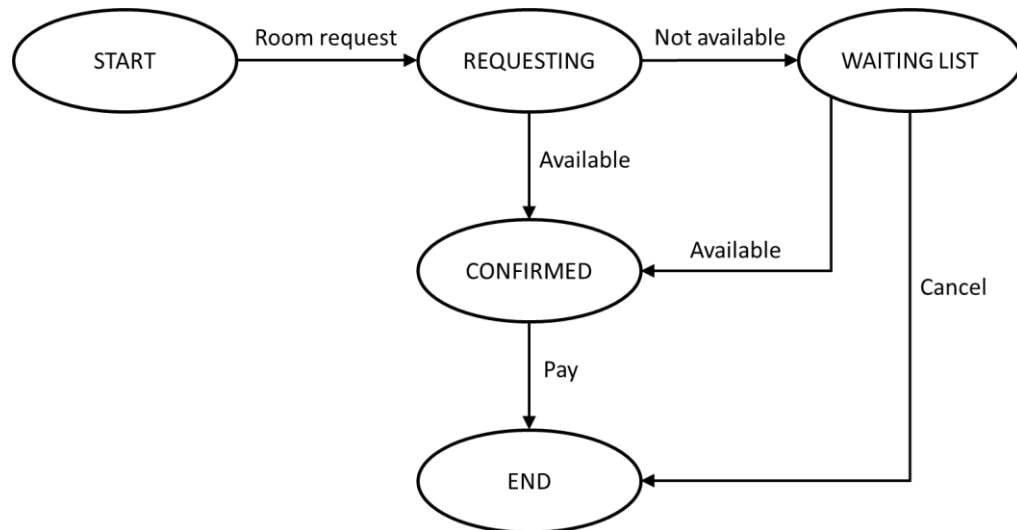 Room request
Not available
START
REQUESTING
WAITING LIST
Available
Available
CONFIRMED
Cancel
Pay
END